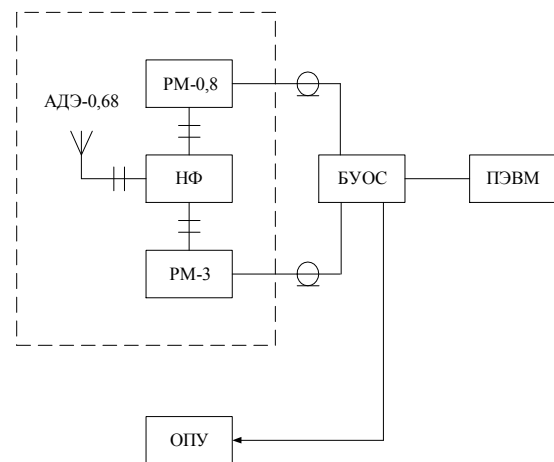 РМ-0,8
АДЭ-0,68
НФ
БУОС
ПЭВМ
РМ-3
ОПУ